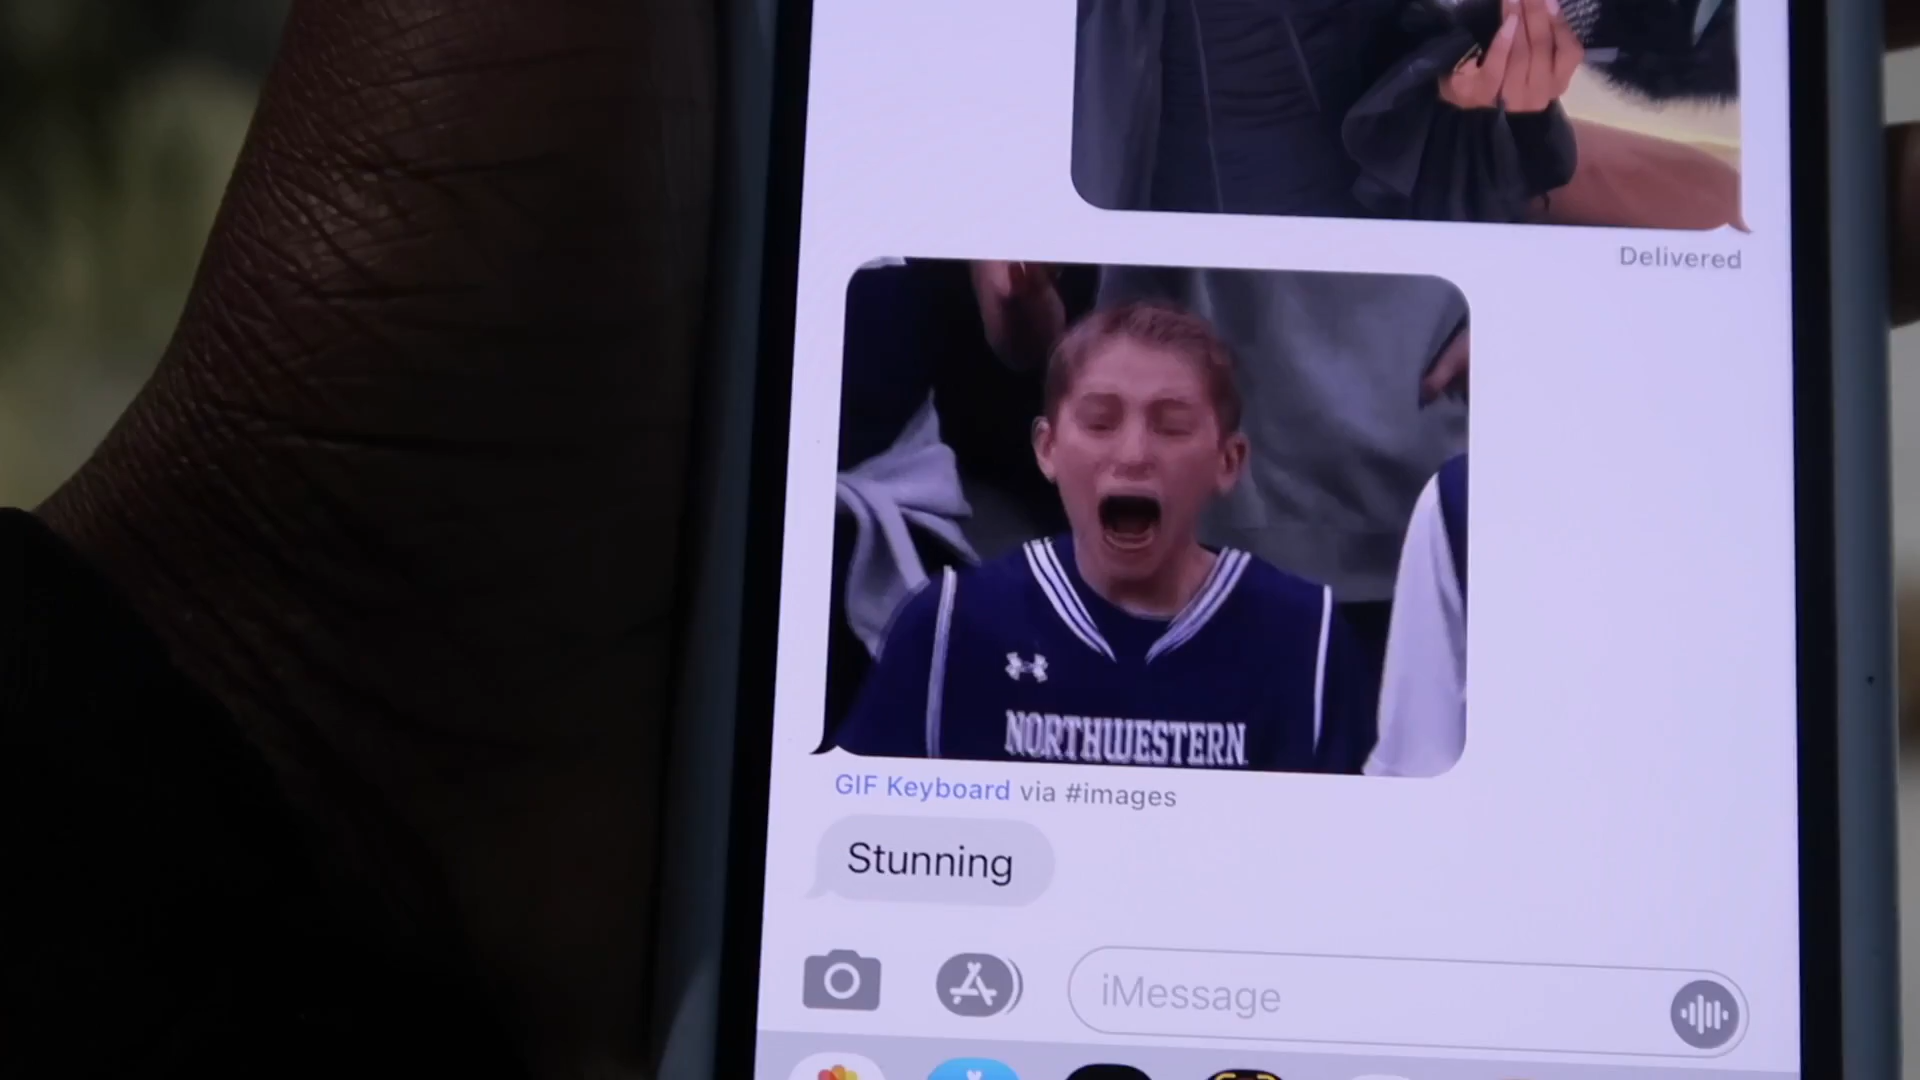 Delivered
NORTHWESTERN
GIF Keyboard via #images
Stunning
iMessage